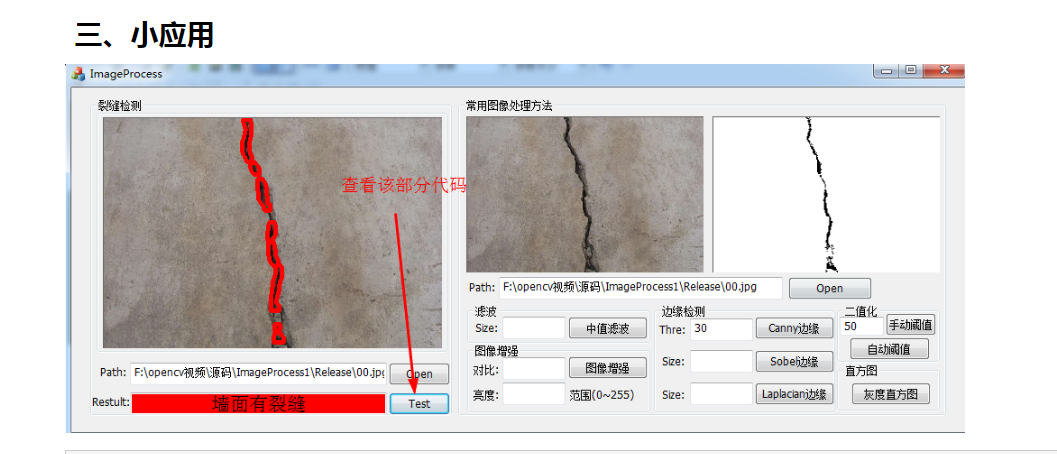 三、小应用
ImageProcess
裂缝检测
常用图像处理方法
查看该部分代码
Path: F:\opencv视频\源码\ImageProcess1\Release\00.jpg Open
Path: F:\opencv视频\源码\ImageProcess1\Release\00.jpg Open
Restult: 墙面有裂缝 Test
滤波
Size: 中值滤波
图像增强
对比: 图像增强
亮度: 范围(0~255)
边缘检测
Thre: 30 Canny边缘
Size: Sobel边缘
Size: Laplacian边缘
二值化
50 手动阈值
自动阈值
直方图
灰度直方图